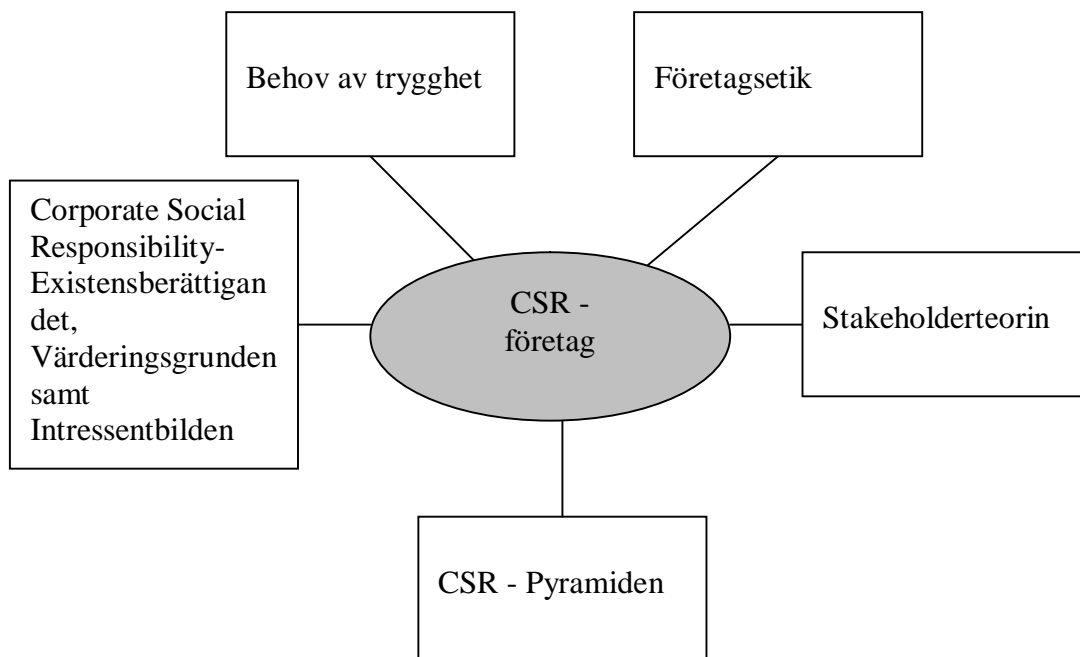 Behov av trygghet
Företagsetik
Corporate Social
Responsibility-
Existensberättigan
det,
Värderingsgrunden
samt
Intressentbilden
CSR -
företag
Stakeholderteorin
CSR - Pyramiden